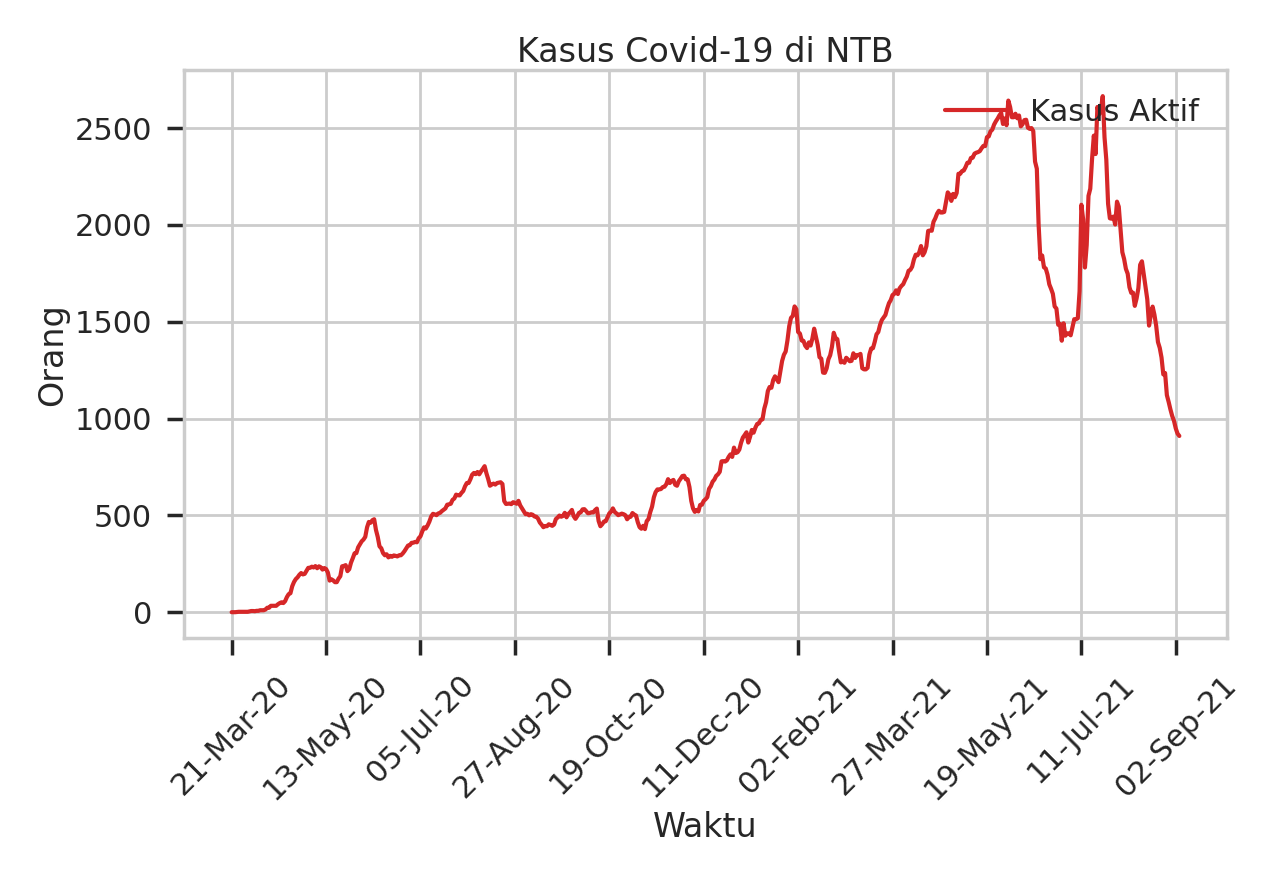 Kasus Covid-19 di NTB
Kasus Aktif
Orang
2500
2000
1500
1000
500
0
21-Mar-20
13-May-20
05-Jul-20
27-Aug-20
19-Oct-20
11-Dec-20
02-Feb-21
27-Mar-21
19-May-21
11-Jul-21
02-Sep-21
Waktu